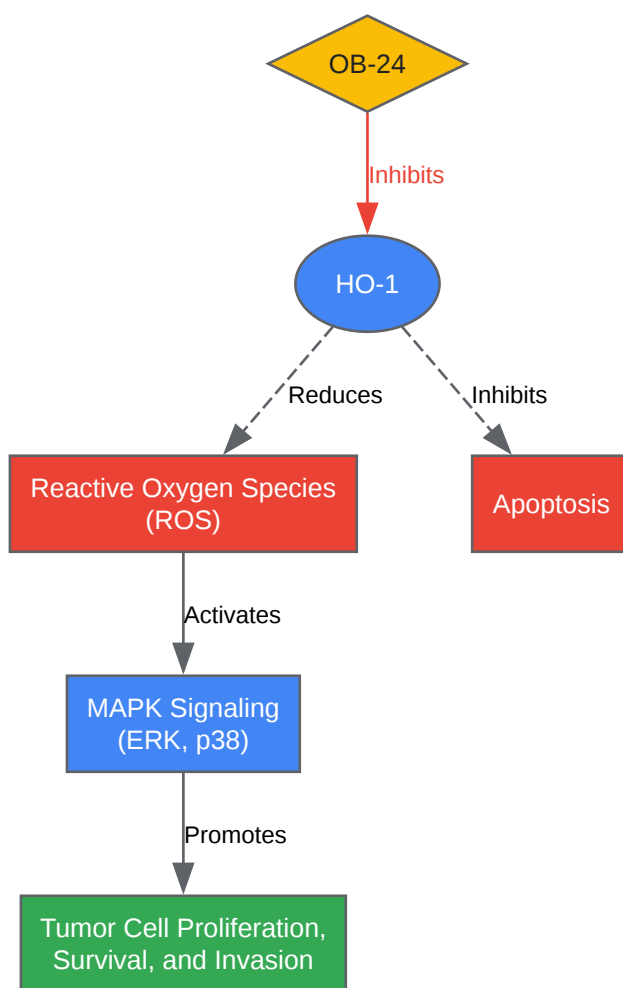 OB-24
Inhibits
HO-1
Reduces
Inhibits
Reactive Oxygen Species
(ROS)
Apoptosis
Activates
MAPK Signaling
(ERK, p38)
Promotes
Tumor Cell Proliferation,
Survival, and Invasion